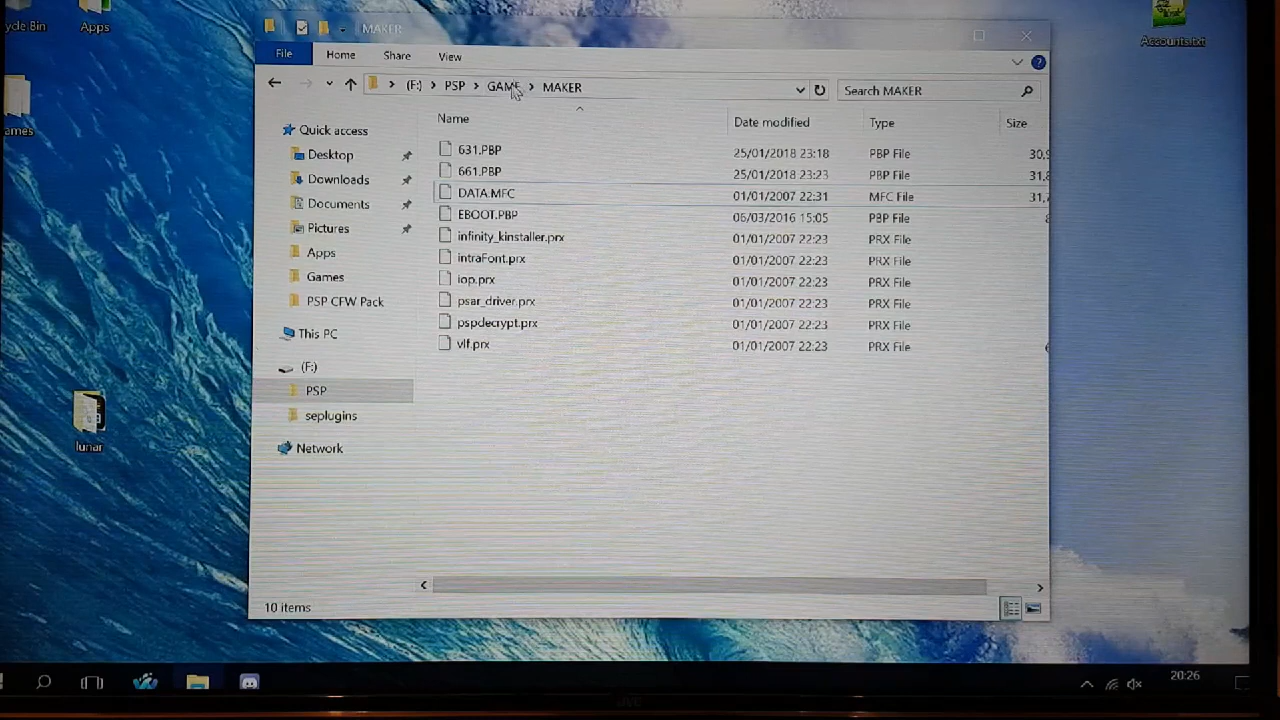 Apps
Accounts.txt
MAKER
File Home Share View
(F:) PSP GAME MAKER
Search MAKER
Name Date modified Type Size
Quick access
Desktop
Downloads
Documents
Pictures
Apps
Games
PSP CFW Pack
This PC
(F:)
PSP
seplugins
Network
631.PBP 25/01/2018 23:18 PBP File 30,9
661.PBP 25/01/2018 23:23 PBP File 31,8
DATA.MFC 01/01/2007 22:31 MFC File 31,7
EBOOT.PBP 06/03/2016 15:05 PBP File
infinity_kinstaller.prx 01/01/2007 22:23 PRX File
intraFont.prx 01/01/2007 22:23 PRX File
iop.prx 01/01/2007 22:23 PRX File
psar_driver.prx 01/01/2007 22:23 PRX File
pspdecrypt.prx 01/01/2007 22:23 PRX File
vlf.prx 01/01/2007 22:23 PRX File
ycle Bin
ames
lunar
10 items
20:26
JVC